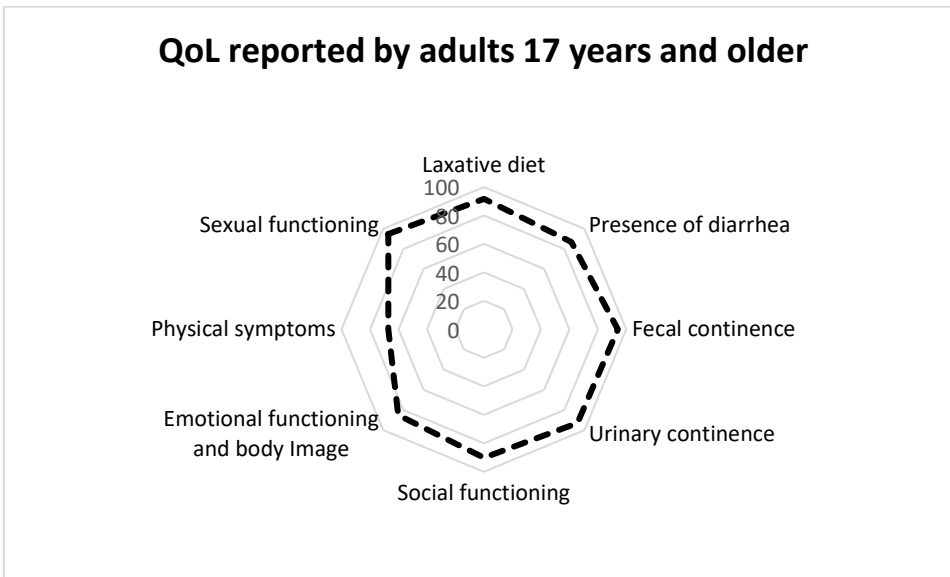 QoL reported by adults 17 years and older
Laxative diet
100
80
60
40
20
0
Presence of diarrhea
Fecal continence
Urinary continence
Social functioning
Emotional functioning
and body Image
Physical symptoms
Sexual functioning